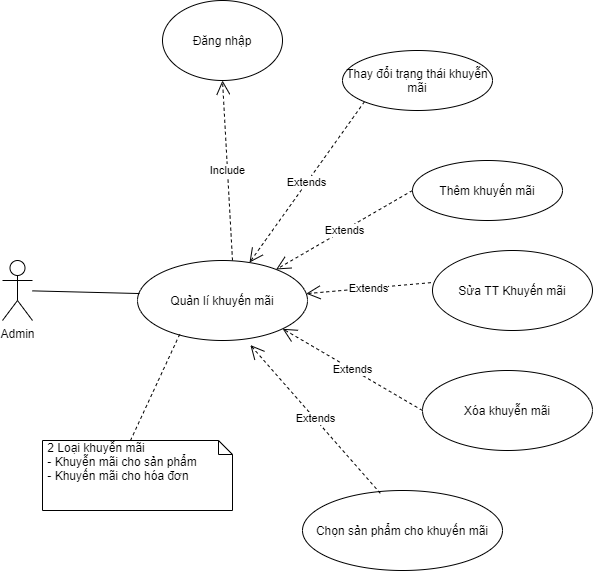 Đăng nhập
Thay đổi trạng thái khuyến
mãi
Include
Extends
Thêm khuyến mãi
Extends
Sửa TT Khuyến mãi
Extends
Quản lí khuyến mãi
Admin
Extends
Xóa khuyến mãi
Extends
2 Loại khuyến mãi
- Khuyến mãi cho sản phẩm
- Khuyến mãi cho hóa đơn
Chọn sản phẩm cho khuyến mãi